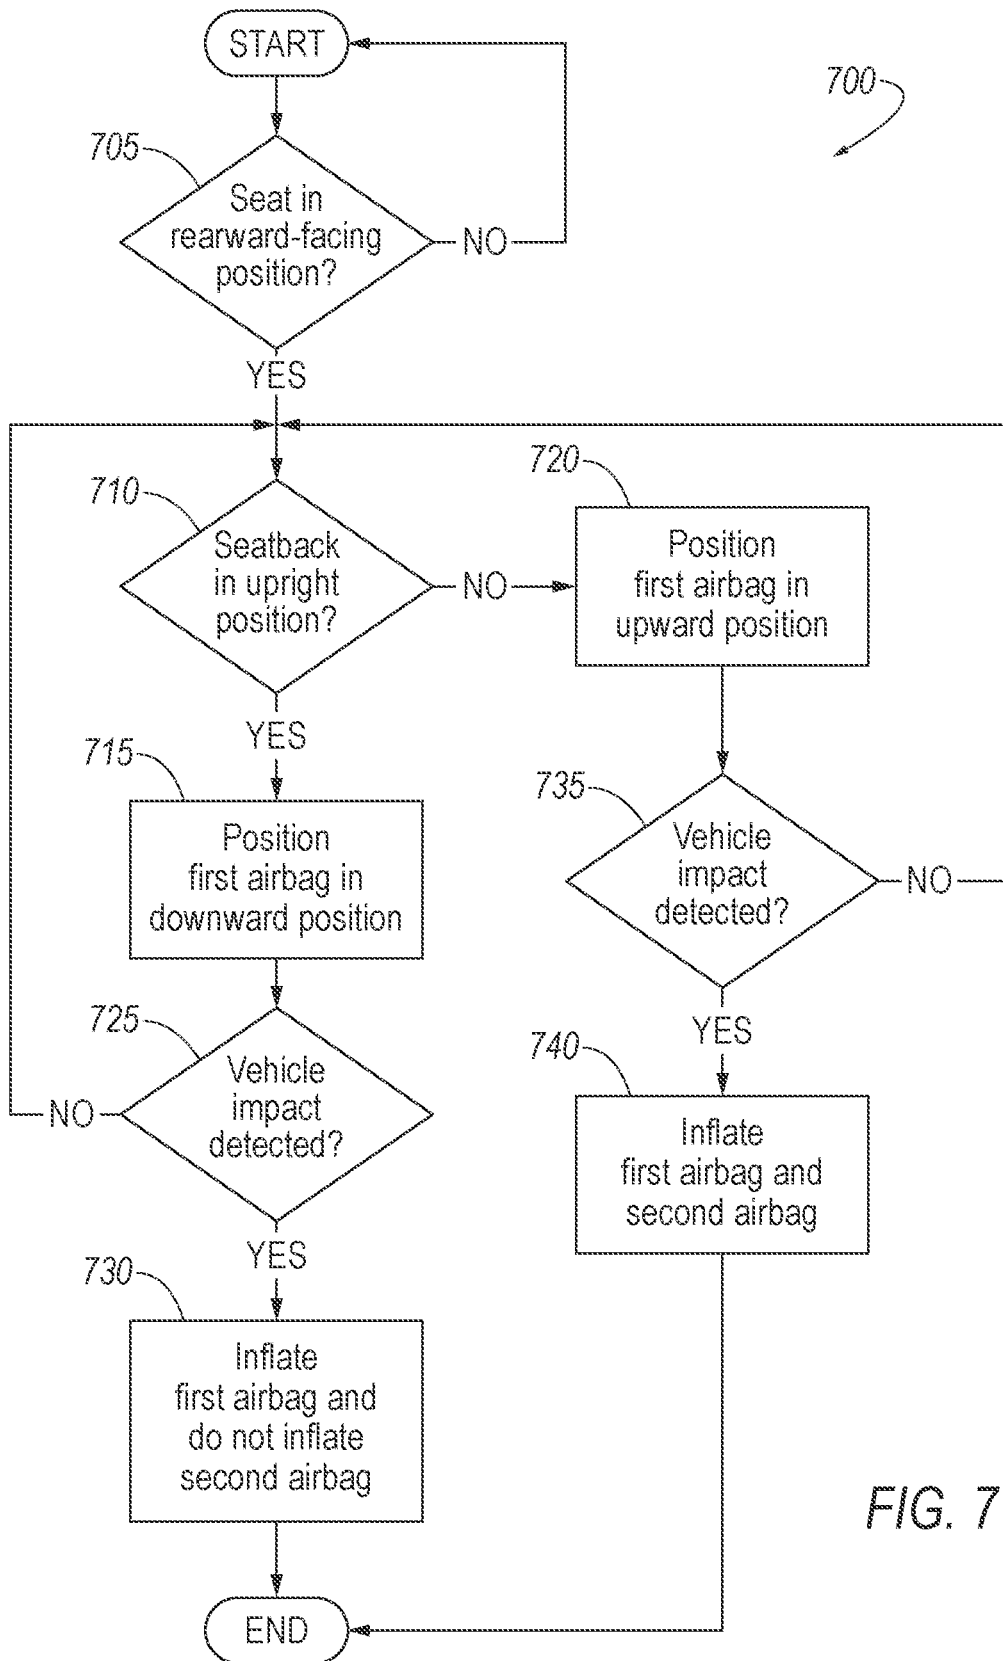 START
700
705
Seat in
rearward-facing
position?
NO
YES
710
Seatback
in upright
position?
NO
720
Position
first airbag in
upward position
YES
715
Position
first airbag in
downward position
735
Vehicle
impact
detected?
NO
725
Vehicle
impact
detected?
NO
YES
740
Inflate
first airbag and
second airbag
YES
730
Inflate
first airbag and
do not inflate
second airbag
END
FIG. 7